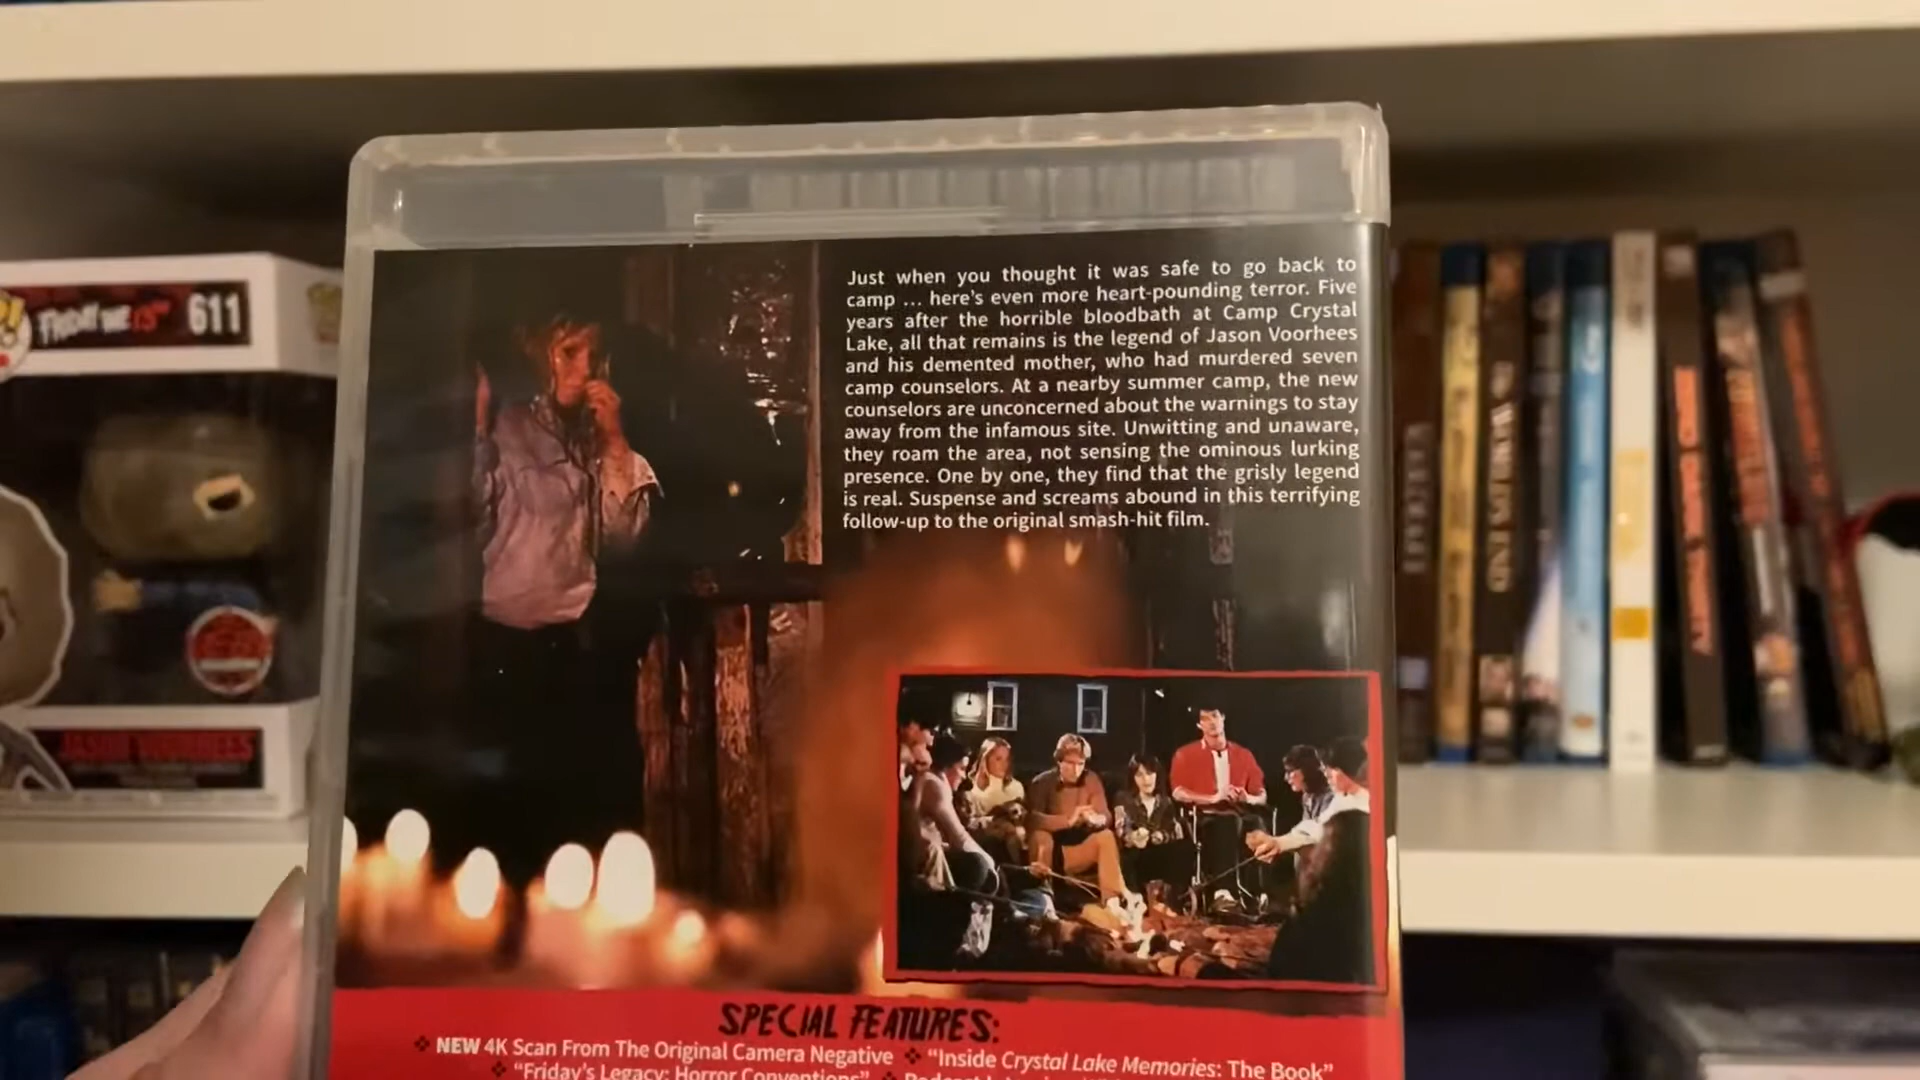 FRIDAY THE 13TH 611
JASON VOORHEES
Just when you thought it was safe to go back to
camp ... here's even more heart-pounding terror. Five
years after the horrible bloodbath at Camp Crystal
Lake, all that remains is the legend of Jason Voorhees
and his demented mother, who had murdered seven
camp counselors. At a nearby summer camp, the new
counselors are unconcerned about the warnings to stay
away from the infamous site. Unwitting and unaware,
they roam the area, not sensing the ominous lurking
presence. One by one, they find that the grisly legend
is real. Suspense and screams abound in this terrifying
follow-up to the original smash-hit film.
SPECIAL FEATURES:
❖ NEW 4K Scan From The Original Camera Negative ❖ "Inside Crystal Lake Memories: The Book"
❖ "Friday's Legacy: Horror Conventions" ❖